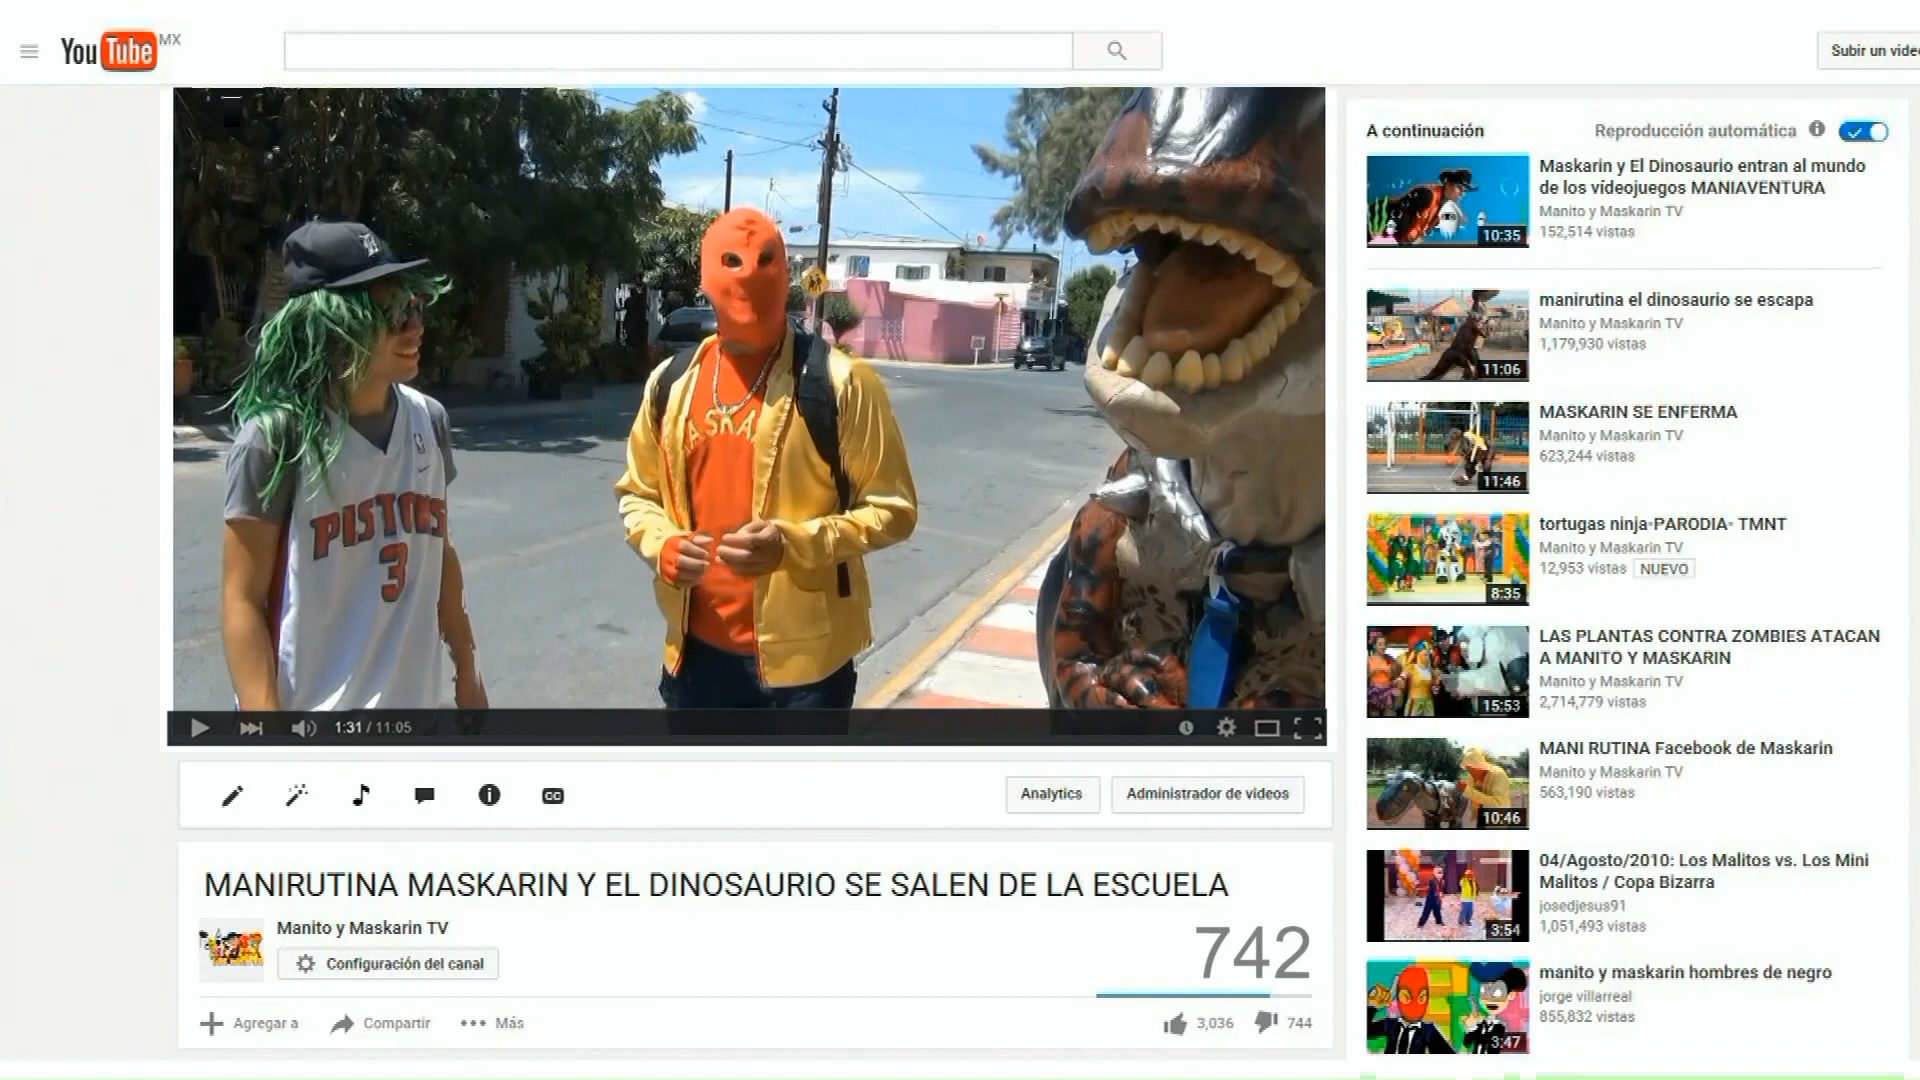 YouTube MX
Subir un vide
PISTONS
3
MASKA
1:31 / 11:05
Analytics
Administrador de videos
MANIRUTINA MASKARIN Y EL DINOSAURIO SE SALEN DE LA ESCUELA
Manito y Maskarin TV
Configuración del canal
742
Agregar a
Compartir
Más
3,036
744
A continuación
Reproducción automática
Maskarin y El Dinosaurio entran al mundo
de los vídeojuegos MANIAVENTURA
Manito y Maskarin TV
152,514 vistas
10:35
manirutina el dinosaurio se escapa
Manito y Maskarin TV
1,179,930 vistas
11:06
MASKARIN SE ENFERMA
Manito y Maskarin TV
623,244 vistas
11:46
tortugas ninja-PARODIA- TMNT
Manito y Maskarin TV
12,953 vistas NUEVO
8:35
LAS PLANTAS CONTRA ZOMBIES ATACAN
A MANITO Y MASKARIN
Manito y Maskarin TV
2,714,779 vistas
15:53
MANI RUTINA Facebook de Maskarin
Manito y Maskarin TV
563,190 vistas
10:46
04/Agosto/2010: Los Malitos vs. Los Mini
Malitos / Copa Bizarra
josedjesus91
1,051,493 vistas
3:54
manito y maskarin hombres de negro
jorge villarreal
855,832 vistas
3:47